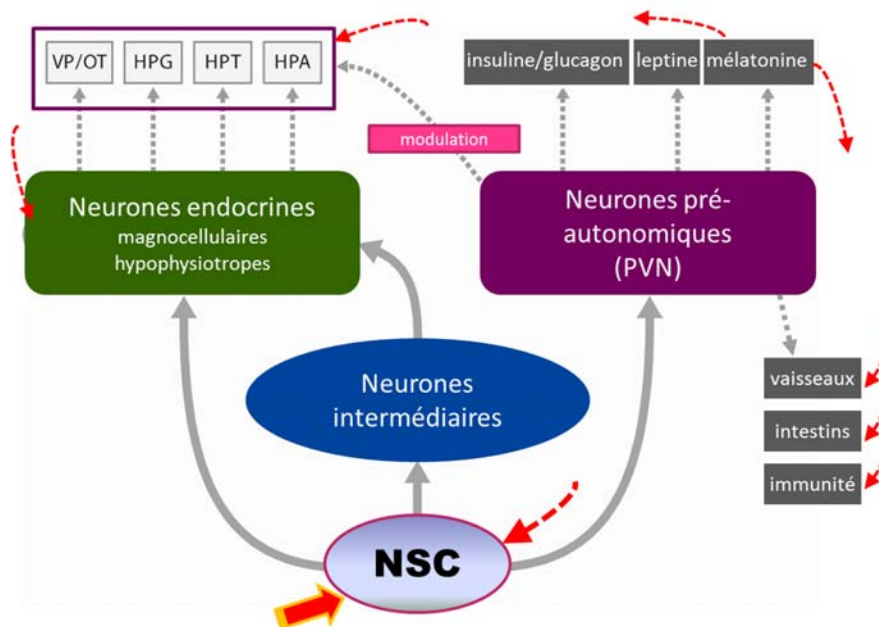 VP/OT HPG HPT HPA
insuline/glucagon leptine mélatonine
modulation
Neurones endocrines
magnocellulaires
hypophysiotropes
Neurones pré-
autonomiques
(PVN)
Neurones
intermédiaires
vaisseaux
intestins
immunité
NSC